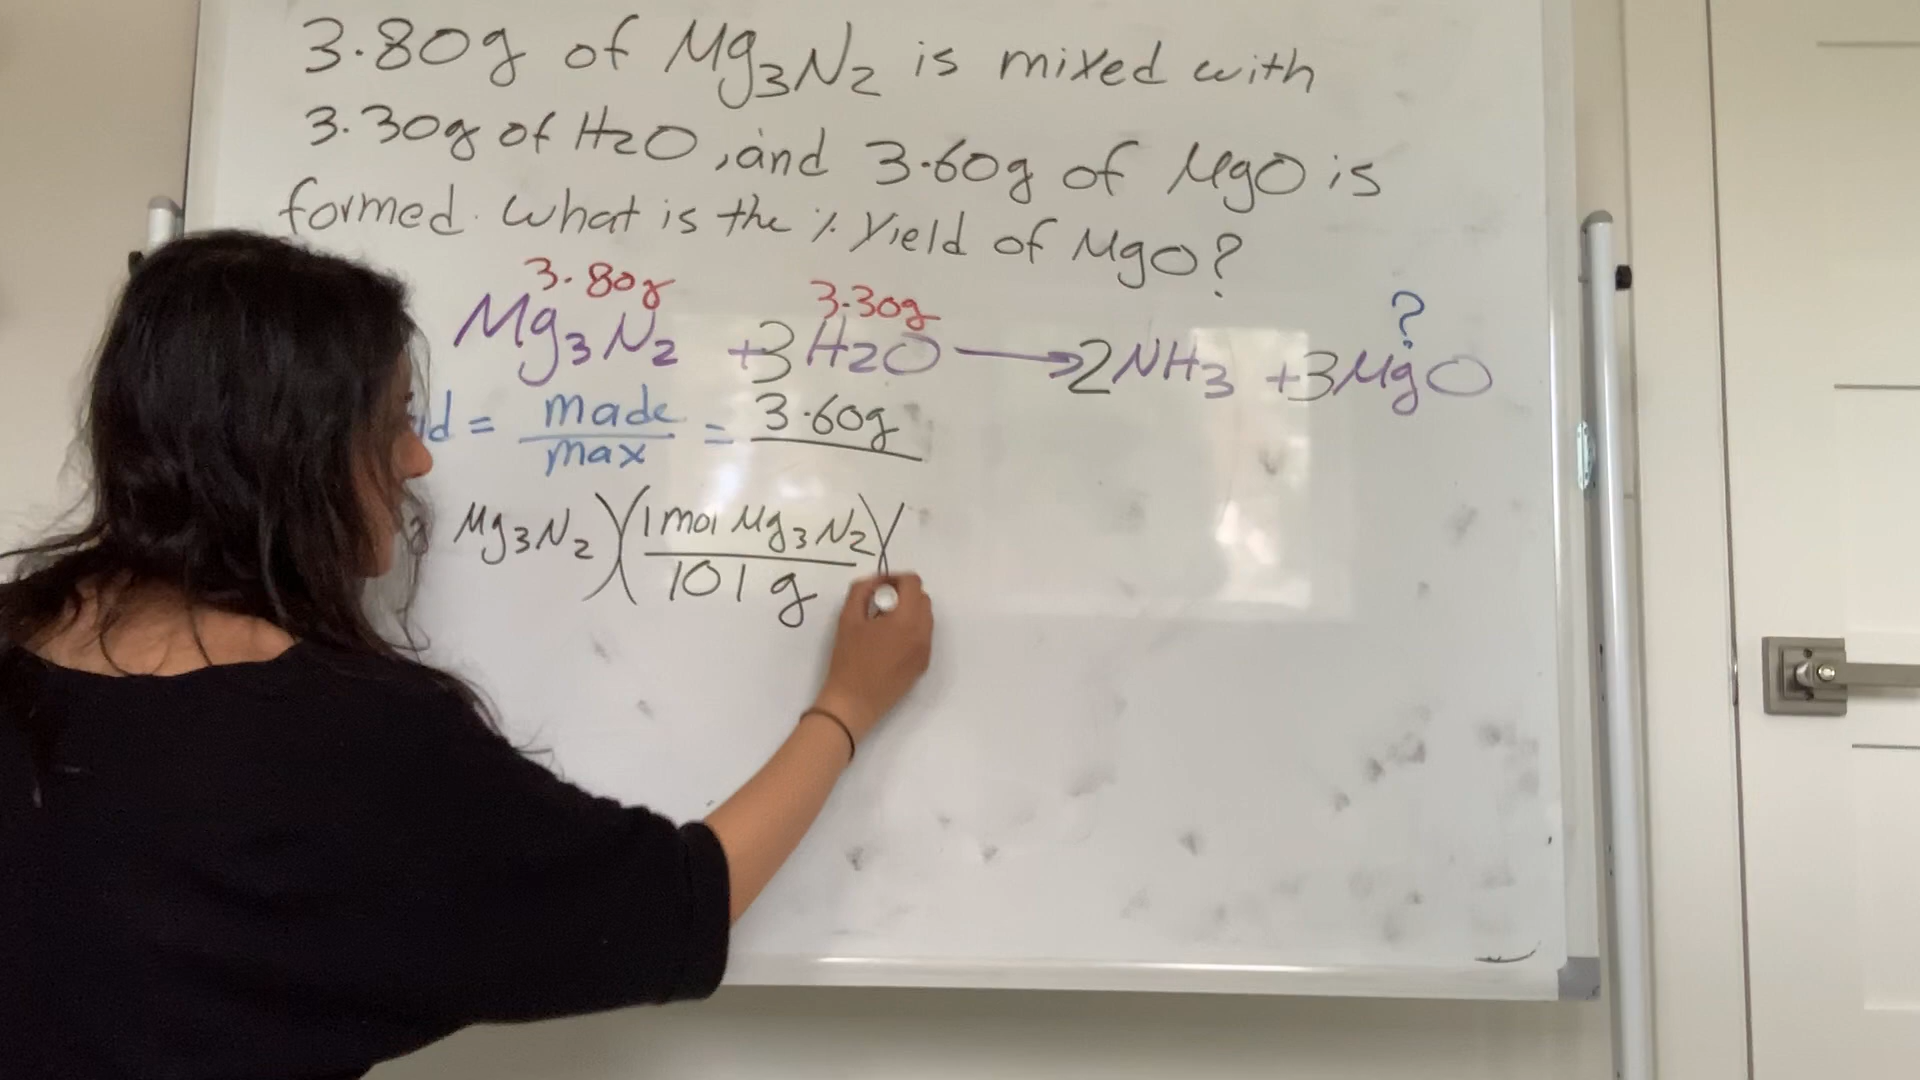 3.80g of Mg3N2 is mixed with
3.30g of H2O, and 3.60g of MgO is
formed. What is the % Yield of MgO?
3.80g 3.30g ?
Mg3N2 + 3H2O → 2NH3 + 3MgO
= made/max = 3.60g
Mg3N2)(1 mol Mg3N2/101 g)(